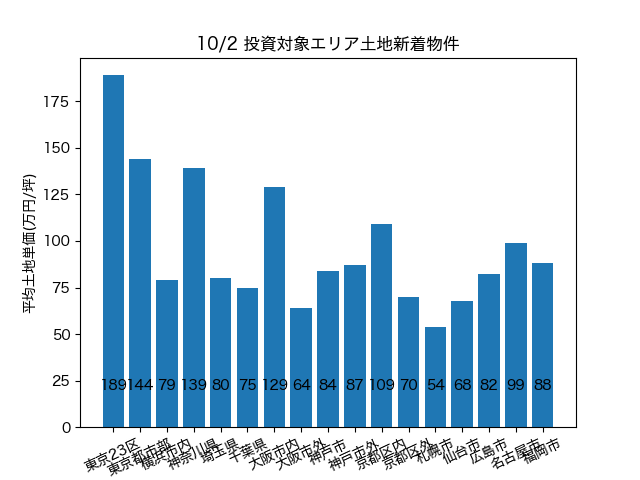 10/2 投資対象エリア土地新着物件
平均土地単価(万円/坪)
175
150
125
100
75
50
25
0
189 144 79 139 80 75 129 64 84 87 109 70 54 68 82 99 88
東京23区 東京都市部 横浜市内 神奈川県 埼玉県 千葉県 大阪市内 大阪市外 神戸市 神戸市外 京都区内 京都区外 札幌市 仙台市 広島市 名古屋市 福岡市